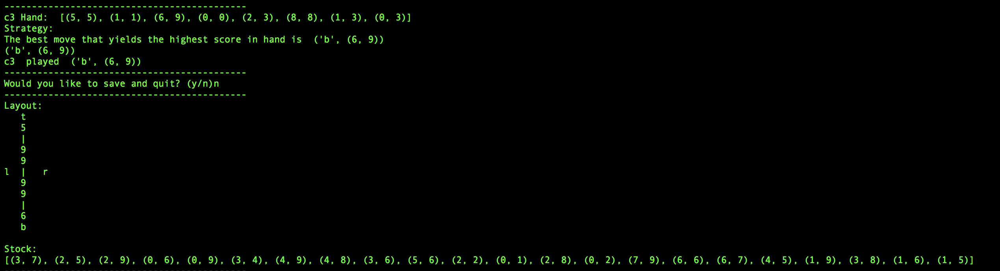 --------------------------------------------
c3 Hand:  [(5, 5), (1, 1), (6, 9), (0, 0), (2, 3), (8, 8), (1, 3), (0, 3)]
Strategy:
The best move that yields the highest score in hand is  ('b', (6, 9))
('b', (6, 9))
c3  played  ('b', (6, 9))
--------------------------------------------
Would you like to save and quit? (y/n)n
--------------------------------------------
Layout:
   t
   5
   |
   9
   9
l  |   r
   9
   9
   |
   6
   b
Stock:
[(3, 7), (2, 5), (2, 9), (0, 6), (0, 9), (3, 4), (4, 9), (4, 8), (3, 6), (5, 6), (2, 2), (0, 1), (2, 8), (0, 2), (7, 9), (6, 6), (6, 7), (4, 5), (1, 9), (3, 8), (1, 6), (1, 5)]
--------------------------------------------